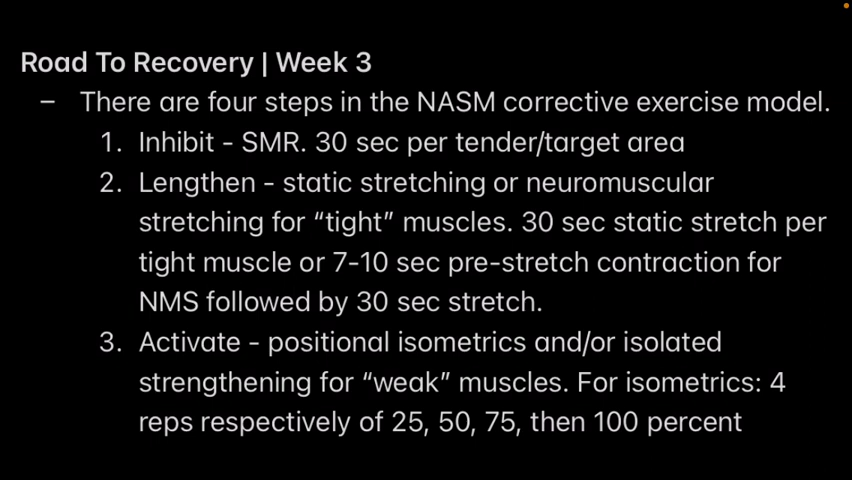 Road To Recovery | Week 3
– There are four steps in the NASM corrective exercise model.
1. Inhibit - SMR. 30 sec per tender/target area
2. Lengthen - static stretching or neuromuscular
stretching for “tight” muscles. 30 sec static stretch per
tight muscle or 7-10 sec pre-stretch contraction for
NMS followed by 30 sec stretch.
3. Activate - positional isometrics and/or isolated
strengthening for “weak” muscles. For isometrics: 4
reps respectively of 25, 50, 75, then 100 percent